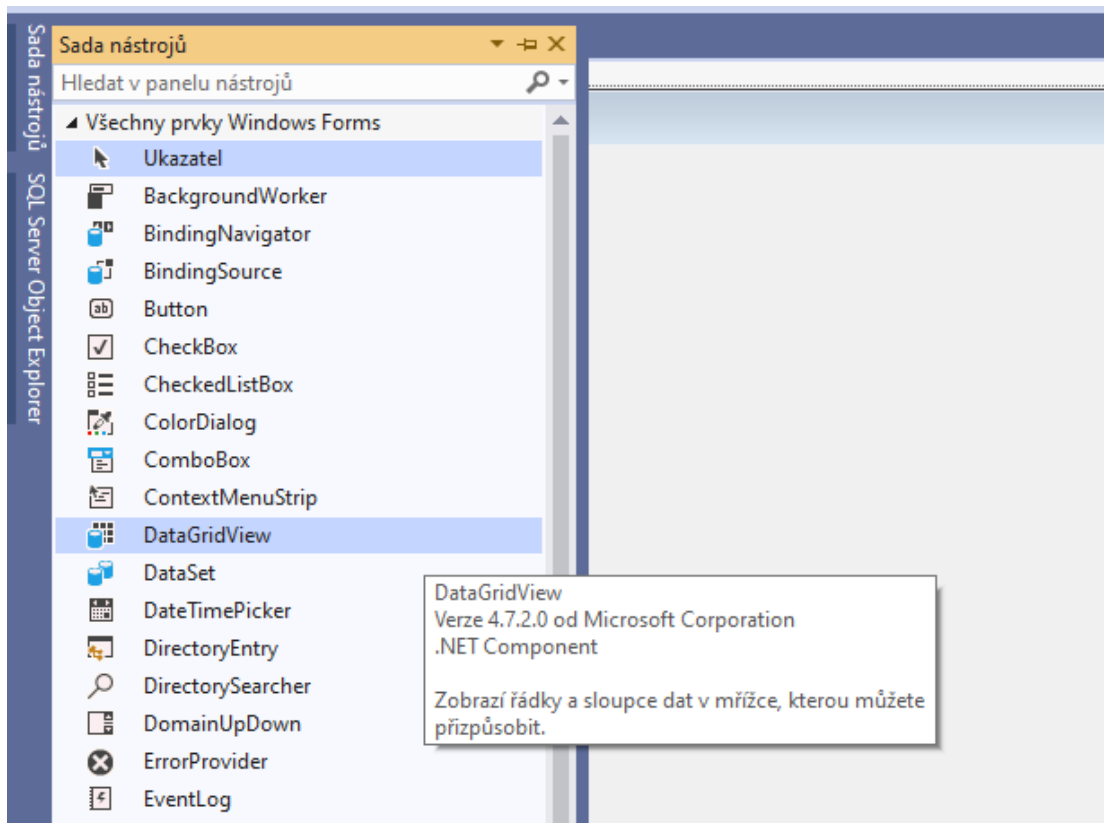 Sada nástrojů
SQL Server Object Explorer
Sada nástrojů
Hledat v panelu nástrojů
Všechny prvky Windows Forms
Ukazatel
BackgroundWorker
BindingNavigator
BindingSource
Button
CheckBox
CheckedListBox
ColorDialog
ComboBox
ContextMenuStrip
DataGridView
DataSet
DateTimePicker
DirectoryEntry
DirectorySearcher
DomainUpDown
ErrorProvider
EventLog
DataGridView
Verze 4.7.2.0 od Microsoft Corporation
.NET Component
Zobrazí řádky a sloupce dat v mřížce, kterou můžete
přizpůsobit.